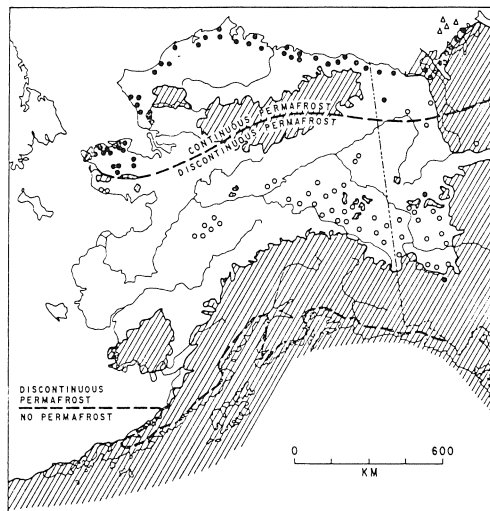 CONTINUOUS PERMAFROST
DISCONTINUOUS PERMAFROST
DISCONTINUOUS
PERMAFROST
NO PERMAFROST
0
600
KM